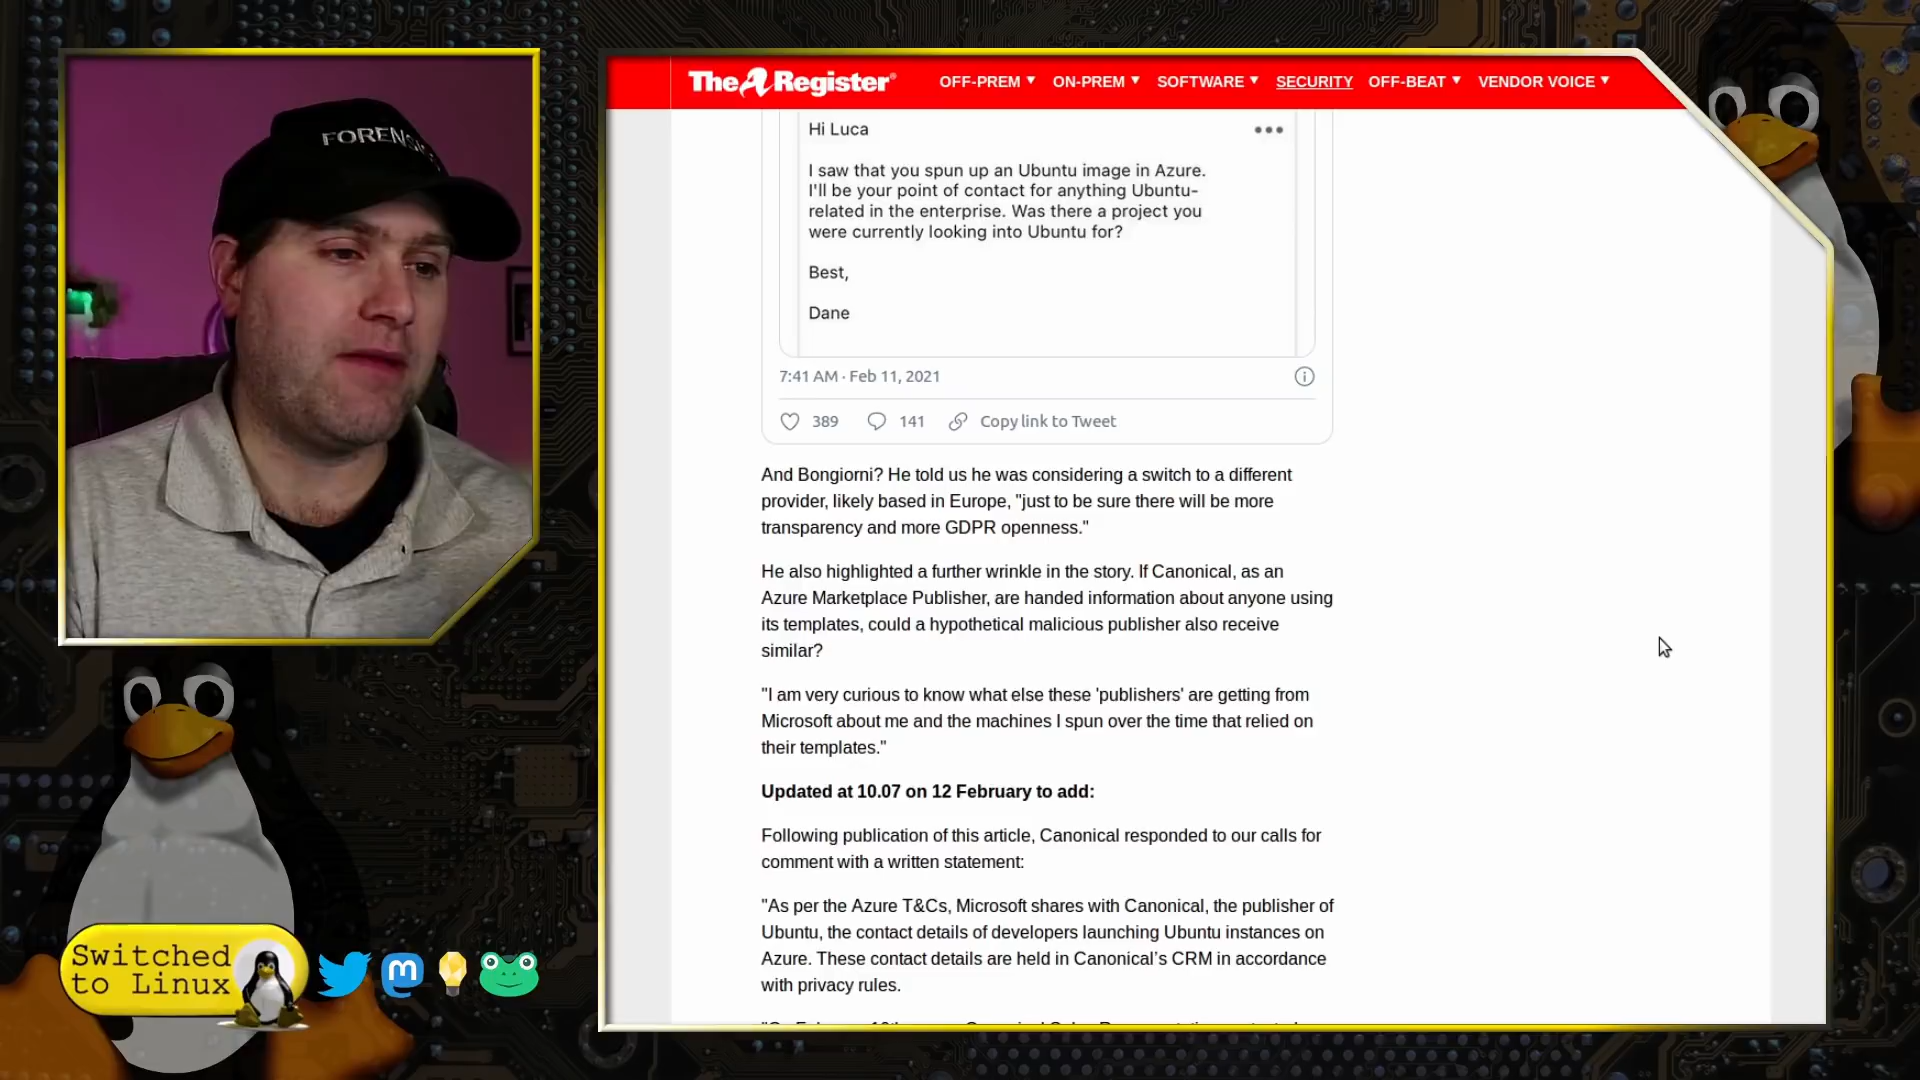 FORENSI
The Register
OFF-PREM ▼ ON-PREM ▼ SOFTWARE ▼ SECURITY OFF-BEAT ▼ VENDOR VOICE ▼
Hi Luca
I saw that you spun up an Ubuntu image in Azure.
I'll be your point of contact for anything Ubuntu-
related in the enterprise. Was there a project you
were currently looking into Ubuntu for?
Best,
Dane
7:41 AM · Feb 11, 2021
389 141 Copy link to Tweet
And Bongiorni? He told us he was considering a switch to a different
provider, likely based in Europe, "just to be sure there will be more
transparency and more GDPR openness."
He also highlighted a further wrinkle in the story. If Canonical, as an
Azure Marketplace Publisher, are handed information about anyone using
its templates, could a hypothetical malicious publisher also receive
similar?
"I am very curious to know what else these 'publishers' are getting from
Microsoft about me and the machines I spun over the time that relied on
their templates."
Updated at 10.07 on 12 February to add:
Following publication of this article, Canonical responded to our calls for
comment with a written statement:
"As per the Azure T&Cs, Microsoft shares with Canonical, the publisher of
Ubuntu, the contact details of developers launching Ubuntu instances on
Azure. These contact details are held in Canonical's CRM in accordance
with privacy rules.
Switched
to Linux